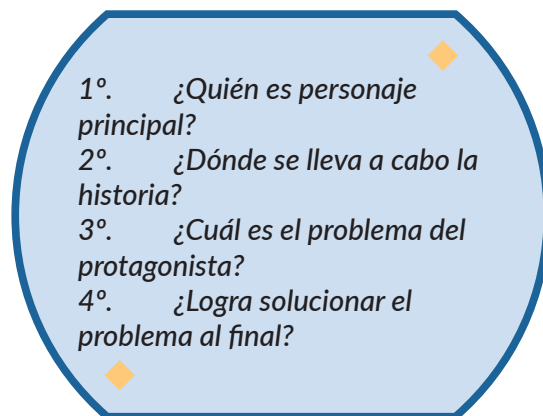 1º. ¿Quién es personaje
principal?
2º. ¿Dónde se lleva a cabo la
historia?
3º. ¿Cuál es el problema del
protagonista?
4º. ¿Logra solucionar el
problema al final?